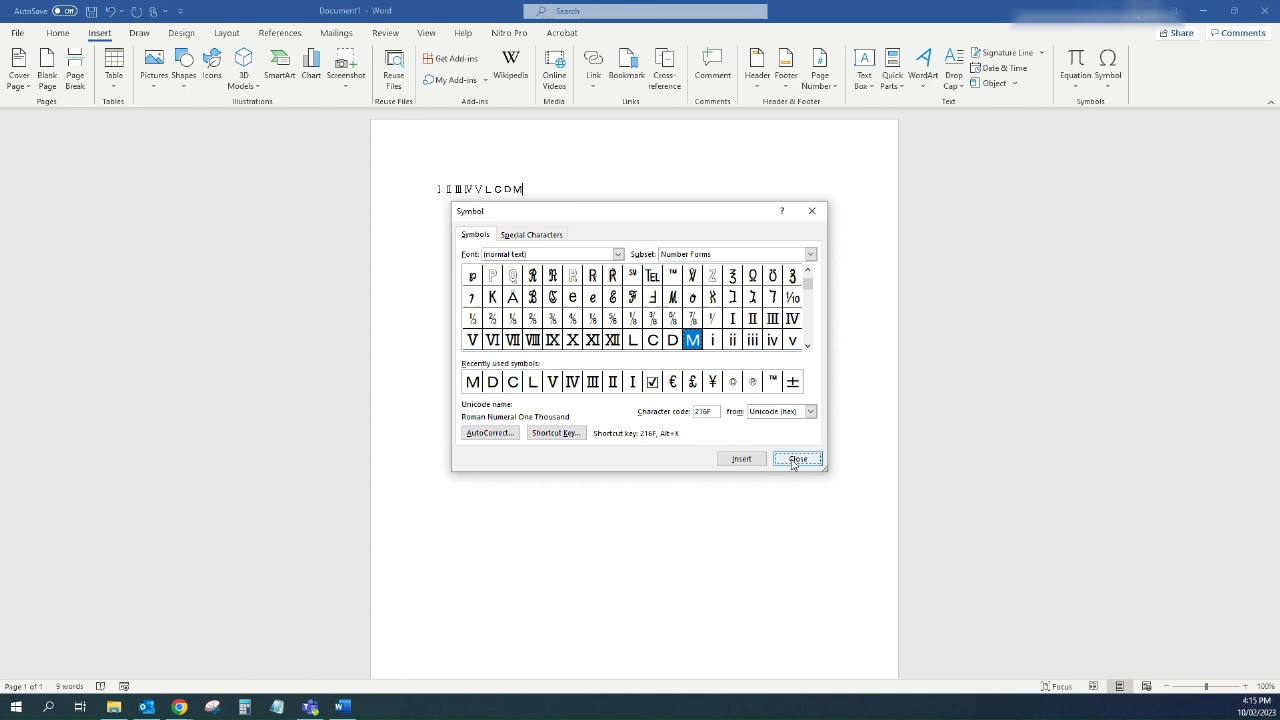 AutoSave Off Document1 - Word Search
File Home Insert Draw Design Layout References Mailings Review View Help Nitro Pro Acrobat Share Comments
Cover Page Blank Page Page Break Table Pictures Shapes Icons 3D Models SmartArt Chart Screenshot Reuse Files Get Add-ins My Add-ins Wikipedia Online Videos Link Bookmark Cross-reference Comment Header Footer Page Number Text Box Quick Parts WordArt Drop Cap Signature Line Date & Time Object Equation Symbol
Pages Tables Illustrations Reuse Files Add-ins Media Links Comments Header & Footer Text Symbols
Ⅰ Ⅱ Ⅲ Ⅳ Ⅴ Ⅼ Ⅽ Ⅾ Ⅿ
Symbol ?
Symbols Special Characters
Font: (normal text) Subset: Number Forms
⅓ ⅔ ⅕ ⅖ ⅗ ⅘ ⅙ ⅚ ⅛ ⅜ ⅝ ⅞ ⅟ Ⅰ Ⅱ Ⅲ Ⅳ
Ⅴ Ⅵ Ⅶ Ⅷ Ⅸ Ⅹ Ⅺ Ⅻ Ⅼ Ⅽ Ⅾ Ⅿ ⅰ ⅱ ⅲ ⅳ ⅴ
Recently used symbols:
Ⅿ Ⅾ Ⅽ Ⅼ Ⅴ Ⅳ Ⅲ Ⅱ Ⅰ ☑ € £ ¥ © ® ™ ±
Unicode name:
Roman Numeral One Thousand
Character code: 216F from: Unicode (hex)
AutoCorrect... Shortcut Key... Shortcut key: 216F, Alt+X
Insert Close
Page 1 of 1 9 words Focus 100%
4:15 PM
10/02/2023